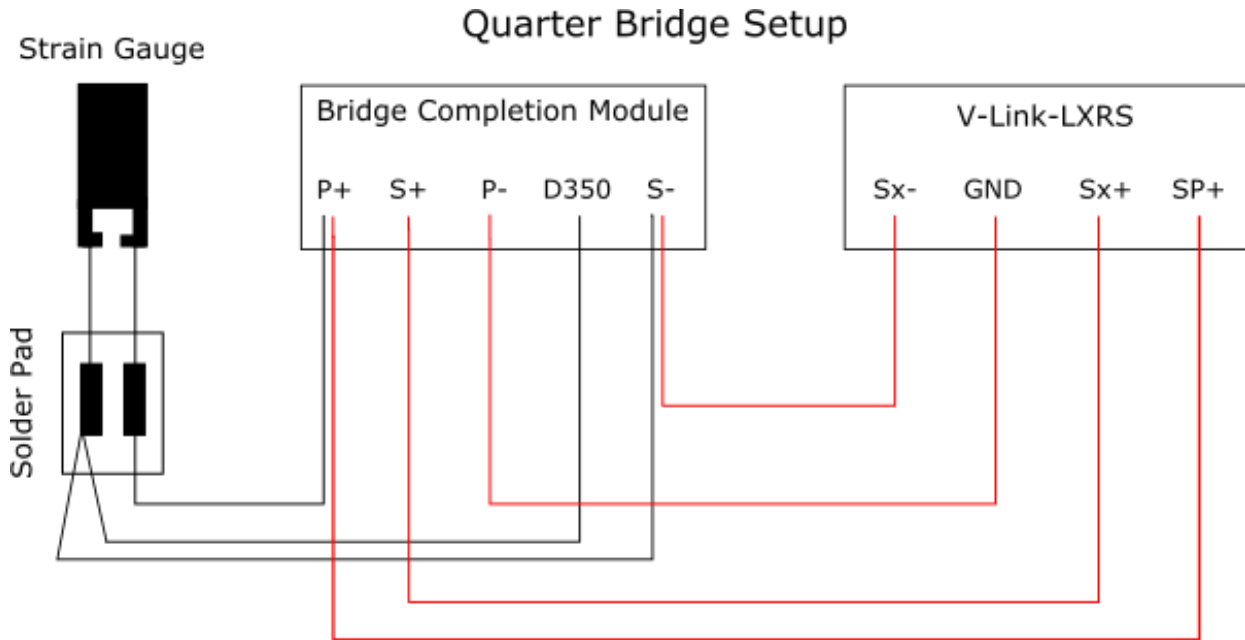 Quarter Bridge Setup
Strain Gauge
Bridge Completion Module
V-Link-LXRS
P+ S+ P- D350 S-
Sx- GND Sx+ SP+
Solder Pad